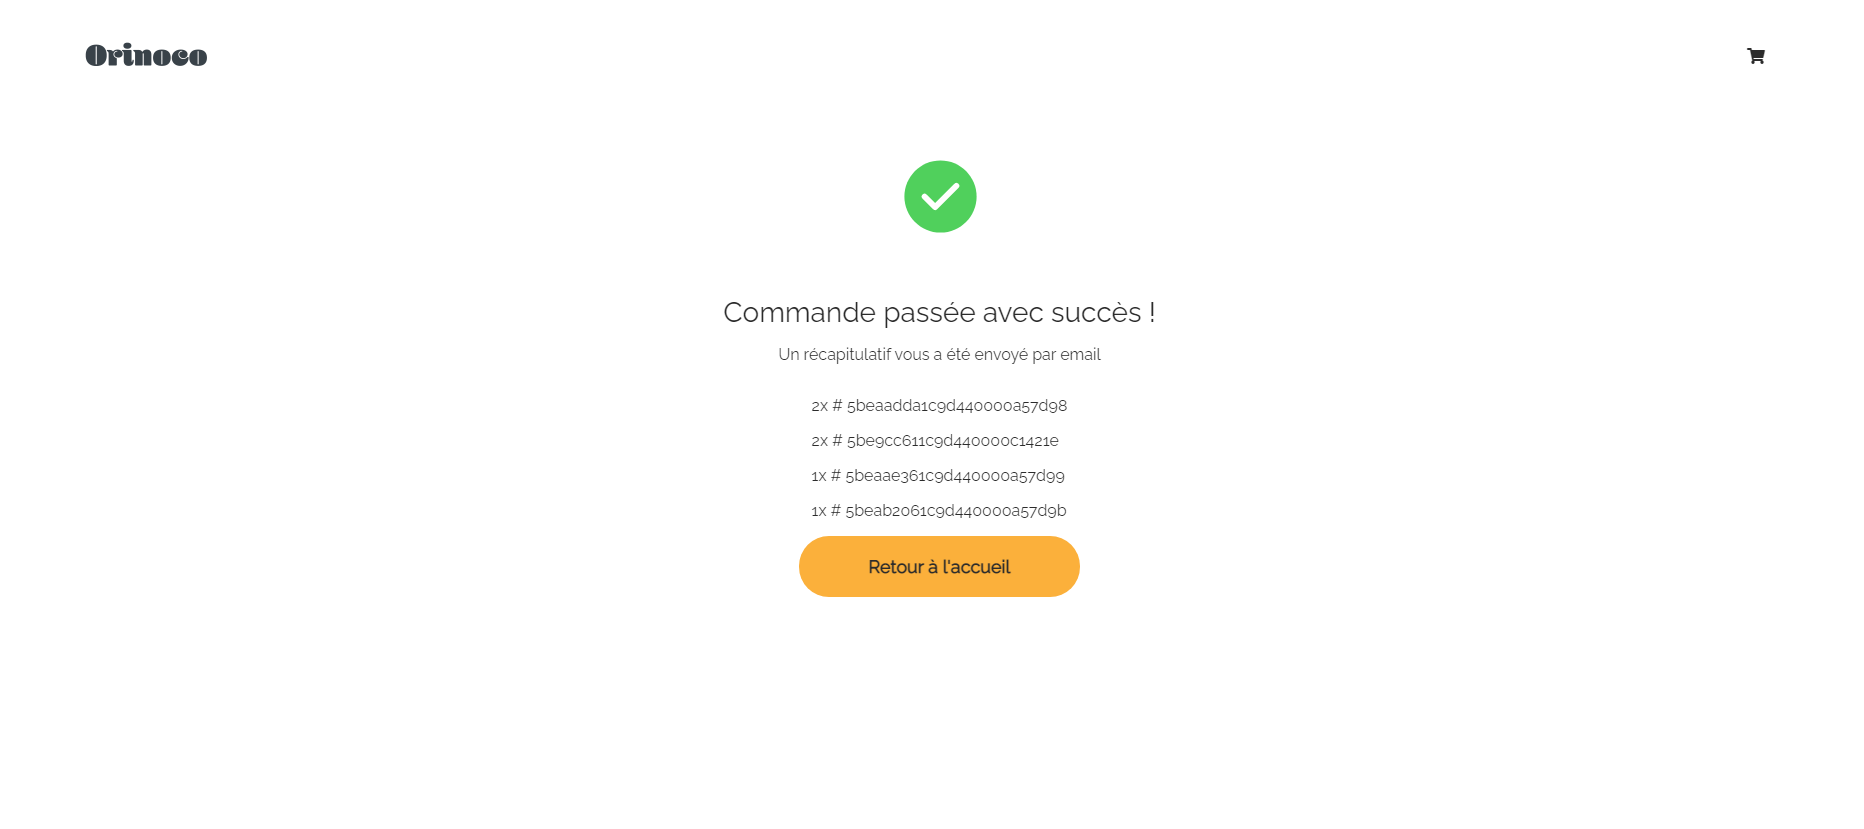 Orinoco
Commande passée avec succès !
Un récapitulatif vous a été envoyé par email
2x # 5beaadda1c9d440000a57d98
2x # 5be9cc611c9d440000c1421e
1x # 5beaae361c9d440000a57d99
1x # 5beab2061c9d440000a57d9b
Retour à l'accueil